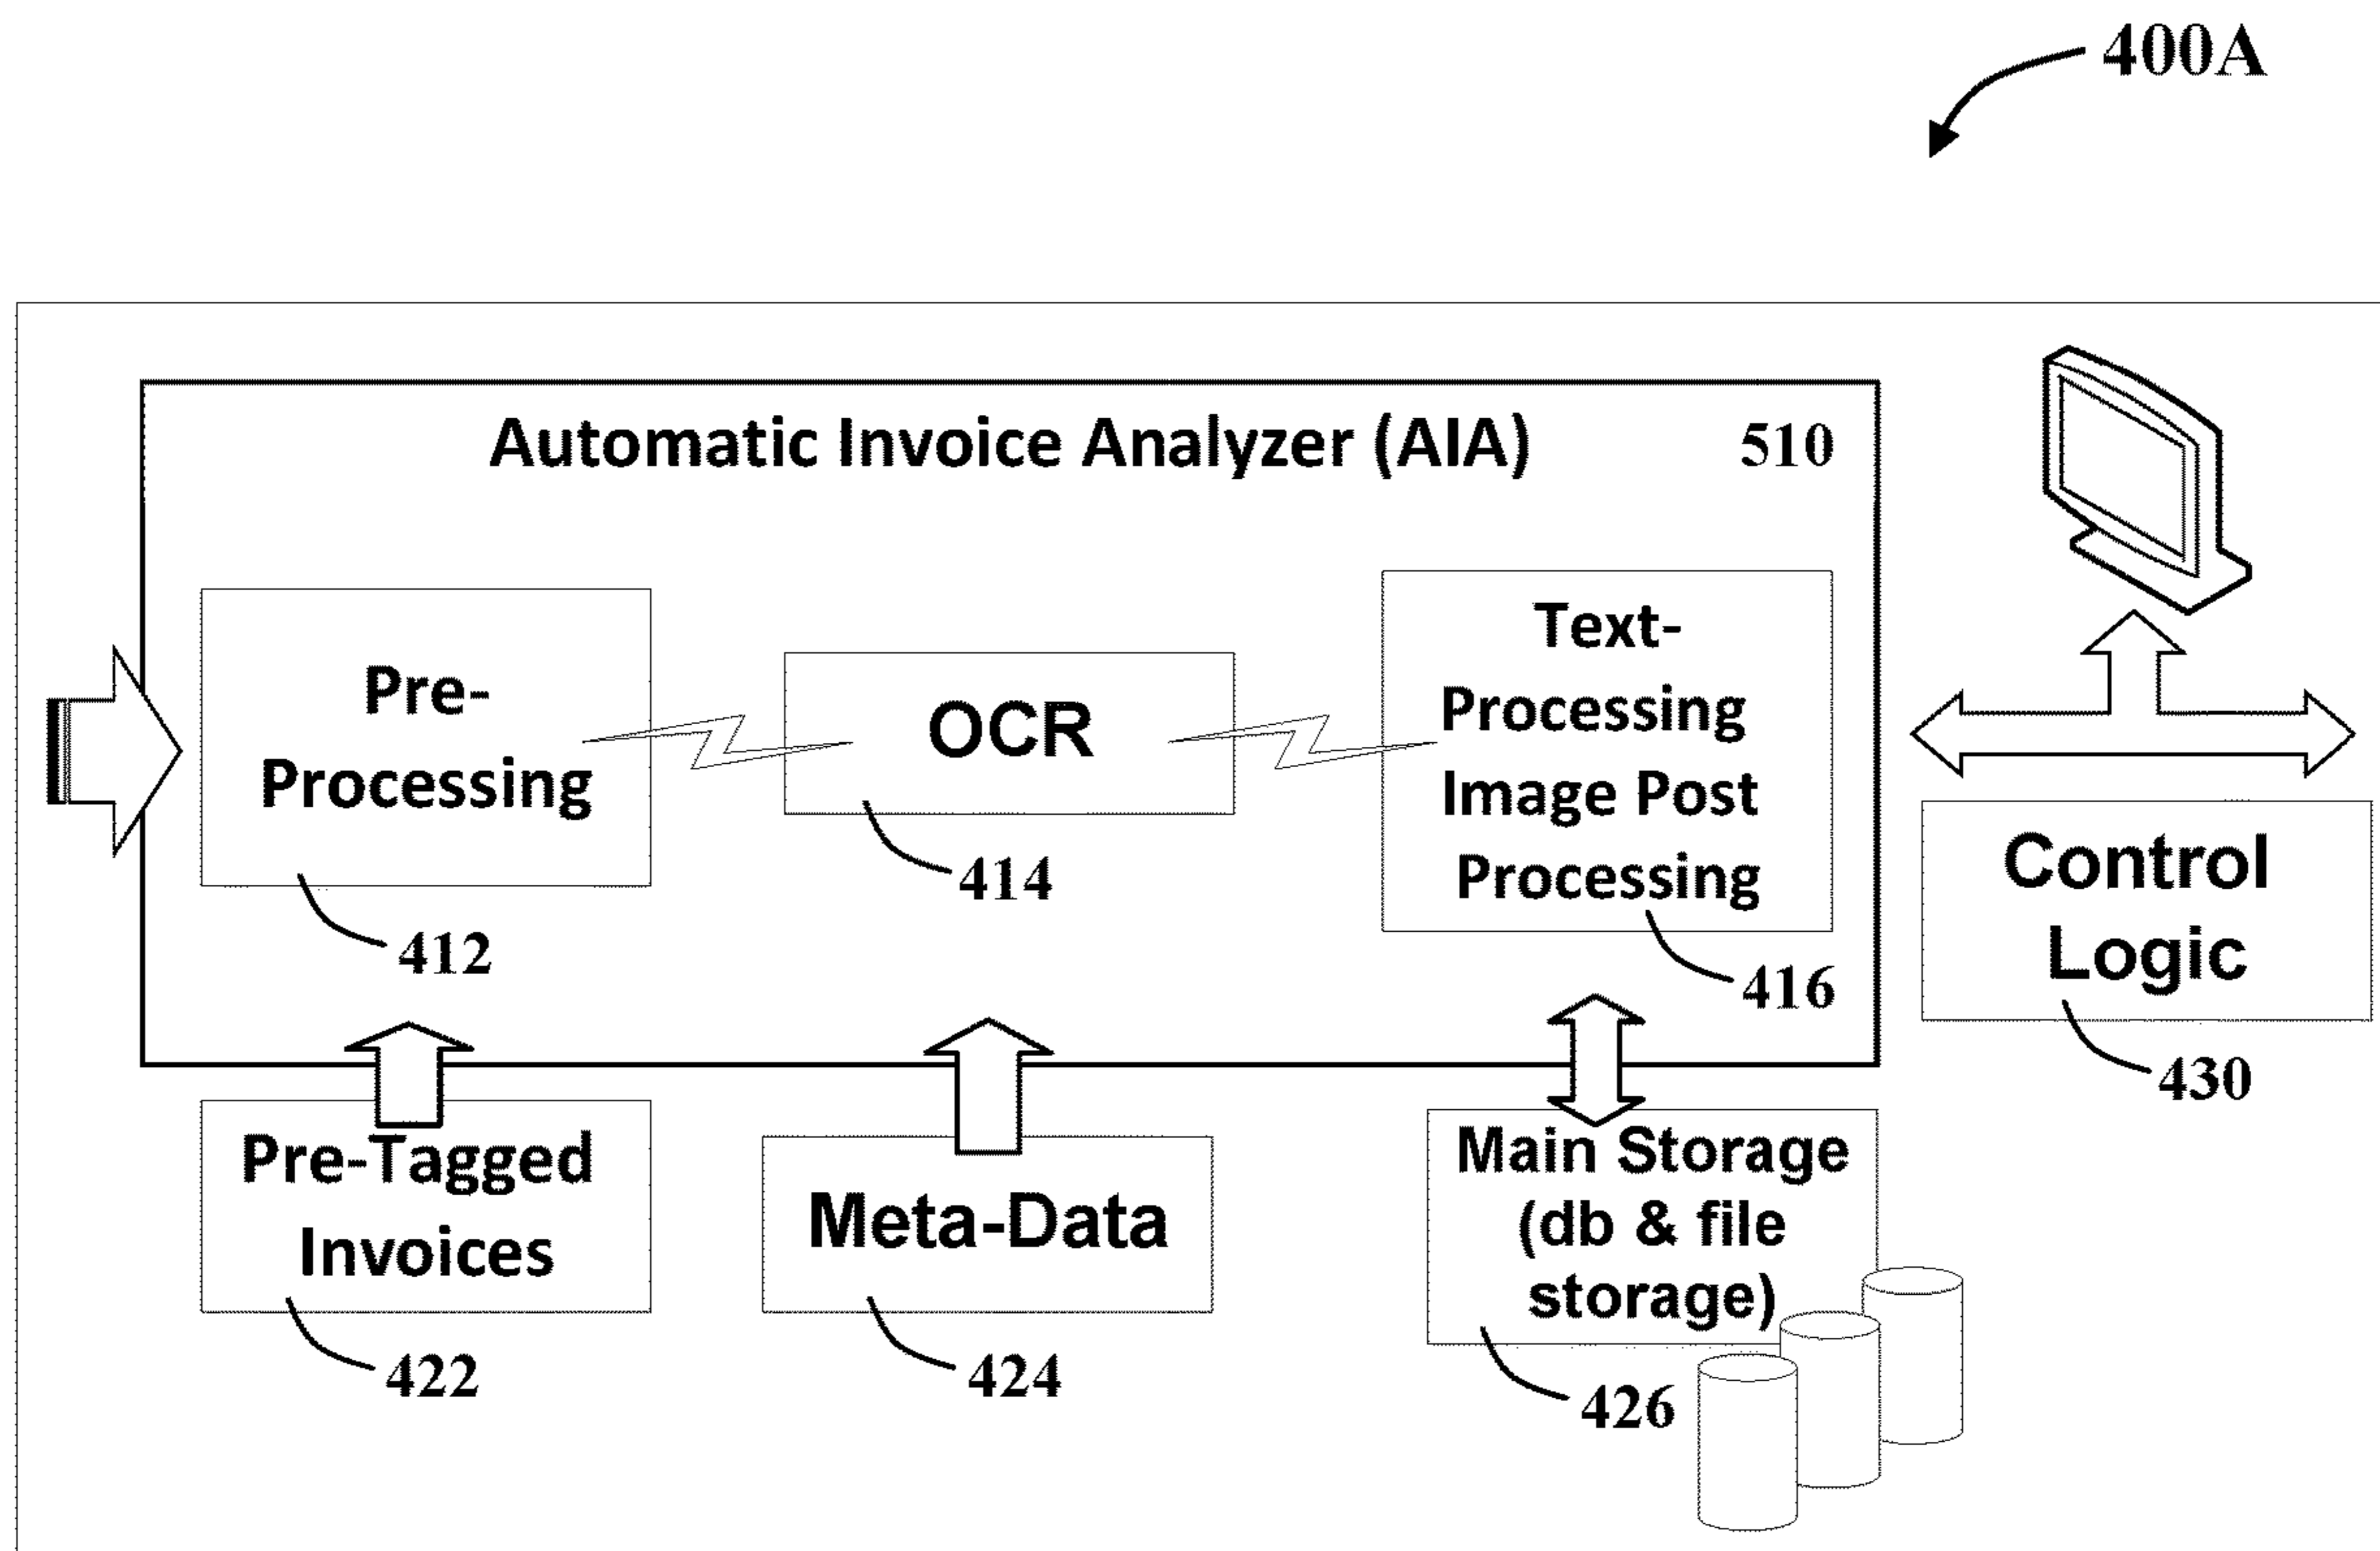 400A
Automatic Invoice Analyzer (AIA)
510
Pre-
Processing
412
OCR
414
Text-
Processing
Image Post
Processing
416
Control
Logic
430
Pre-Tagged
Invoices
422
Meta-Data
424
Main Storage
(db & file
storage)
426